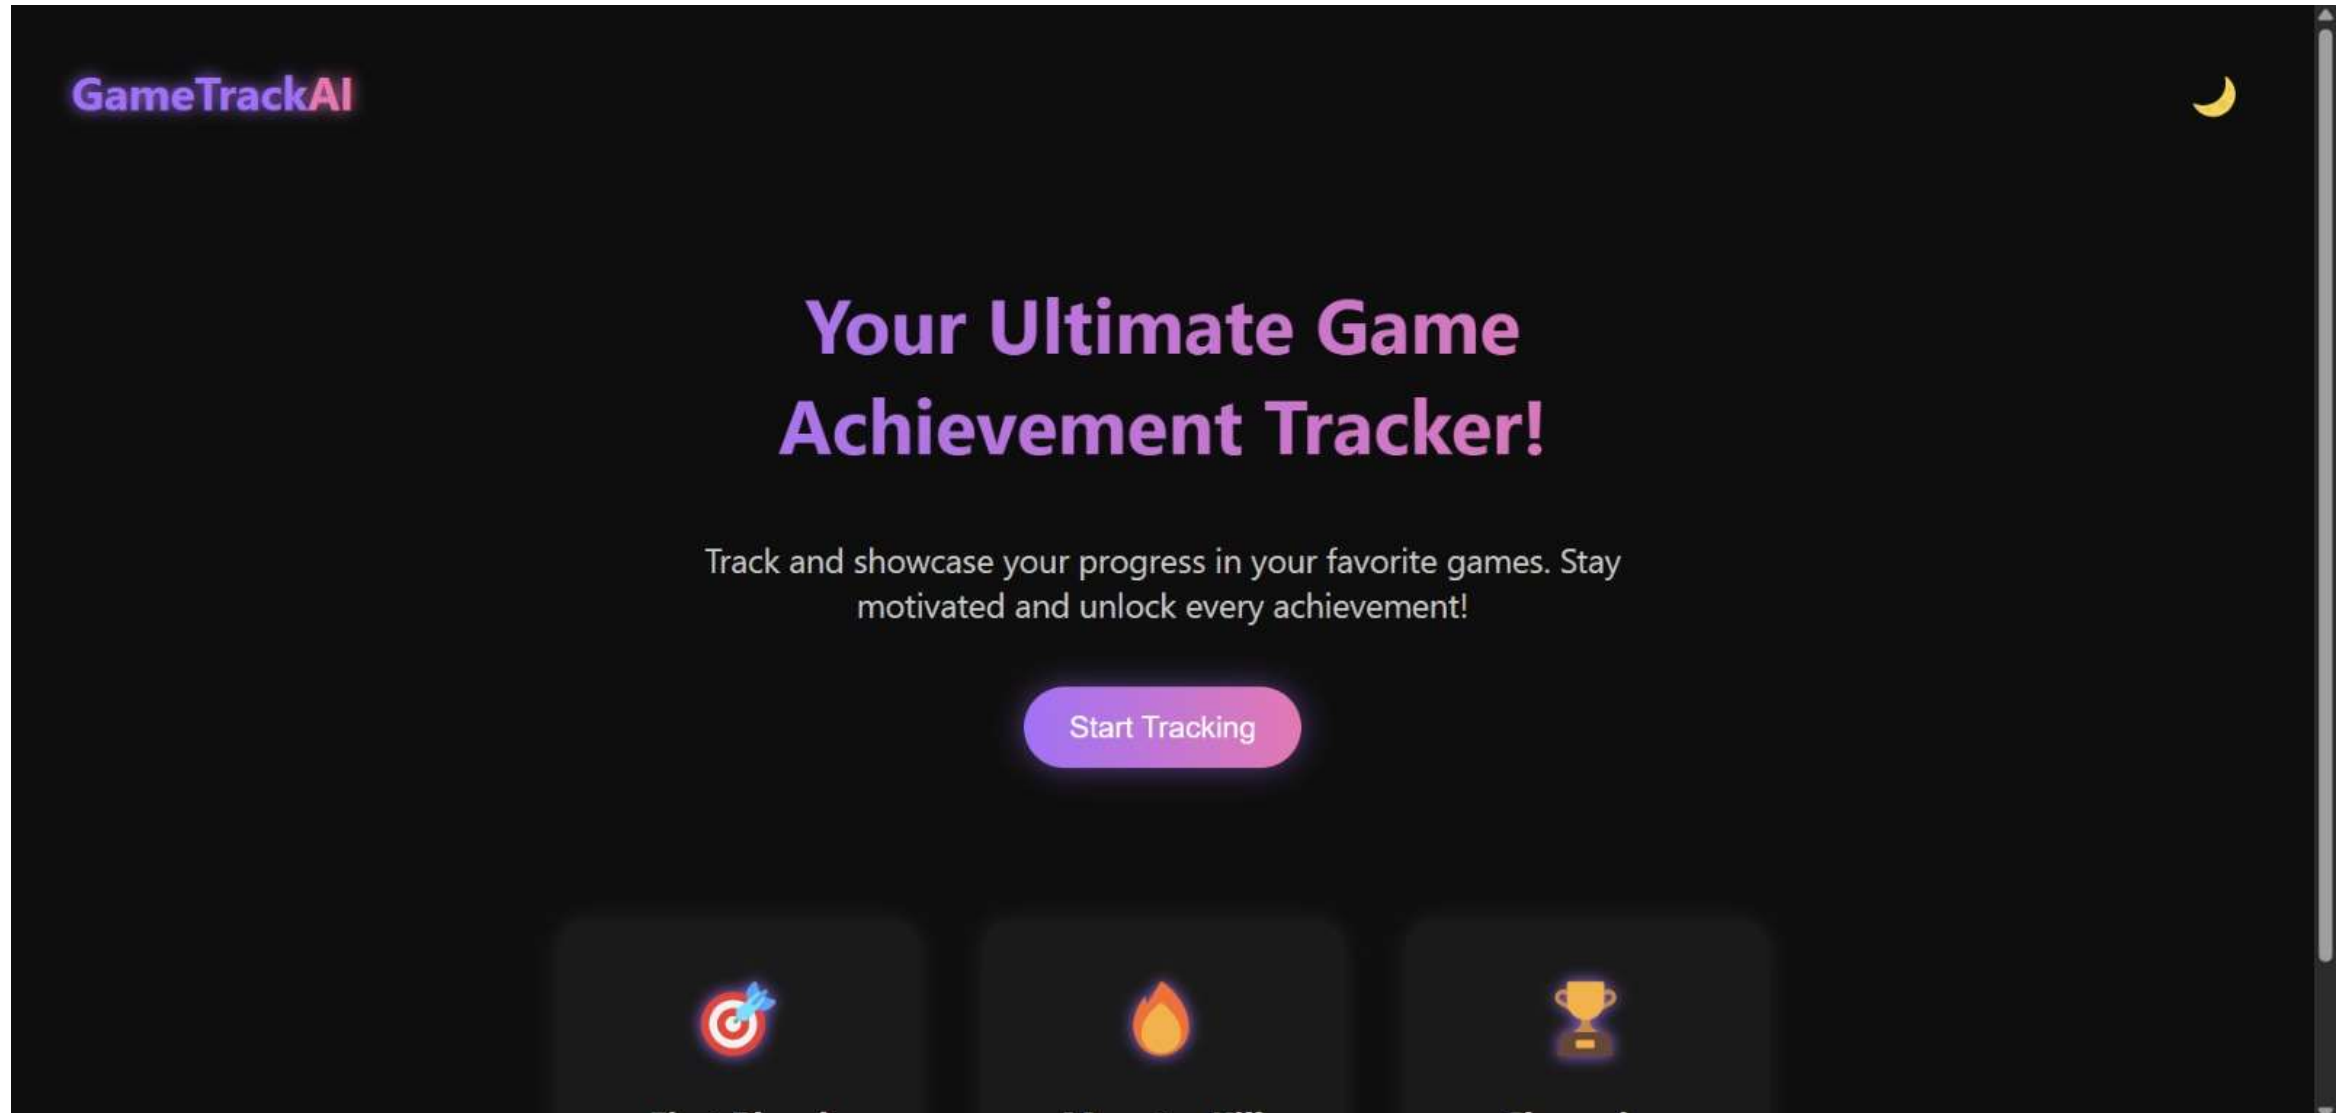 GameTrackAI
Your Ultimate Game
Achievement Tracker!
Track and showcase your progress in your favorite games. Stay
motivated and unlock every achievement!
Start Tracking